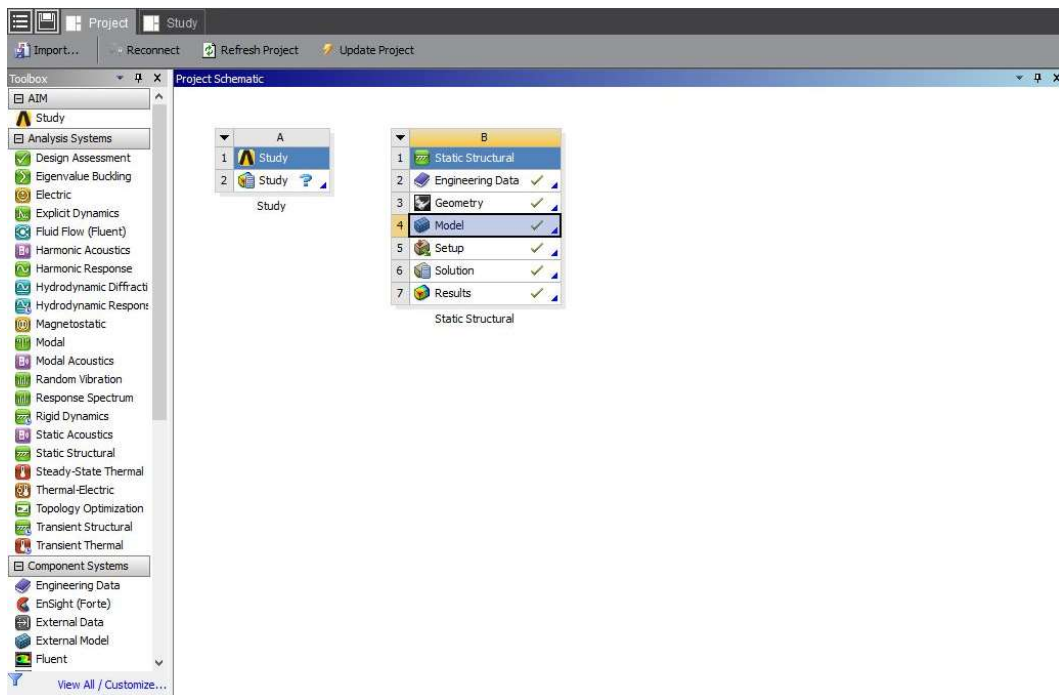 Project
Study
Import...
Reconnect
Refresh Project
Update Project
Toolbox
Project Schematic
AIM
Study
Analysis Systems
Design Assessment
Eigenvalue Buckling
Electric
Explicit Dynamics
Fluid Flow (Fluent)
Harmonic Acoustics
Harmonic Response
Hydrodynamic Diffracti
Hydrodynamic Respons
Magnetostatic
Modal
Modal Acoustics
Random Vibration
Response Spectrum
Rigid Dynamics
Static Acoustics
Static Structural
Steady-State Thermal
Thermal-Electric
Topology Optimization
Transient Structural
Transient Thermal
Component Systems
Engineering Data
EnSight (Forte)
External Data
External Model
Fluent
View All / Customize...
A
1 Study
2 Study ?
Study
B
1 Static Structural
2 Engineering Data
3 Geometry
4 Model
5 Setup
6 Solution
7 Results
Static Structural